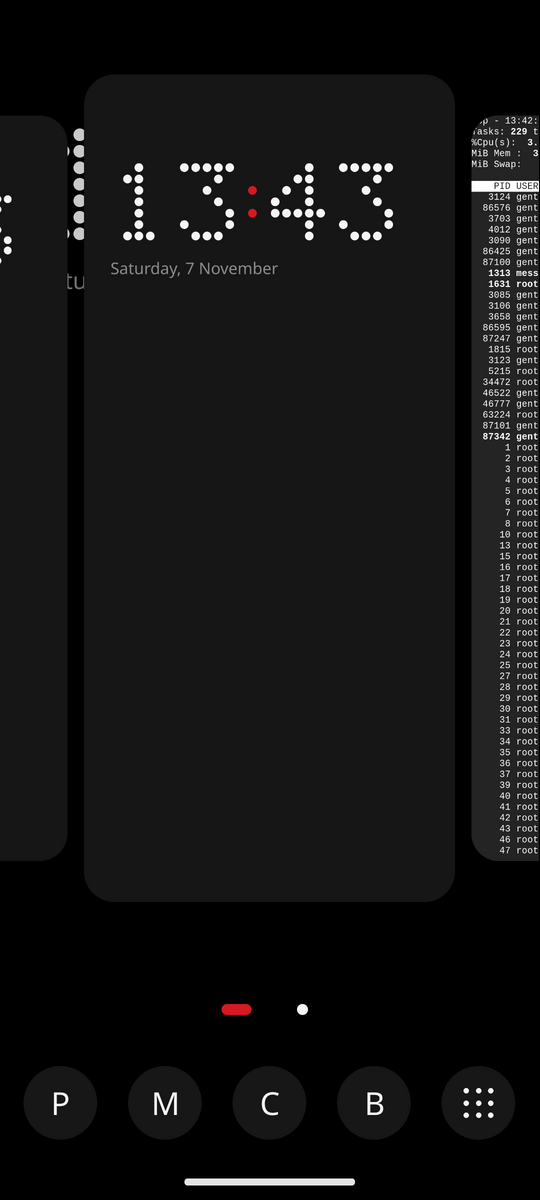 13:43
Saturday, 7 November
tu
op - 13:42:
Tasks: 229 t
%Cpu(s): 3.
MiB Mem : 3
MiB Swap:
PID USER
3124 gent
86576 gent
3703 gent
4012 gent
3090 gent
86425 gent
87100 gent
1313 mess
1631 root
3085 gent
3106 gent
3658 gent
86595 gent
87247 gent
1815 root
3123 gent
5215 root
34472 root
46522 gent
46777 gent
63224 root
87101 gent
87342 gent
1 root
2 root
3 root
4 root
5 root
6 root
7 root
8 root
10 root
13 root
15 root
16 root
17 root
18 root
19 root
20 root
21 root
22 root
23 root
24 root
25 root
27 root
28 root
29 root
30 root
31 root
33 root
34 root
35 root
36 root
37 root
39 root
40 root
41 root
42 root
43 root
46 root
47 root
P M C B